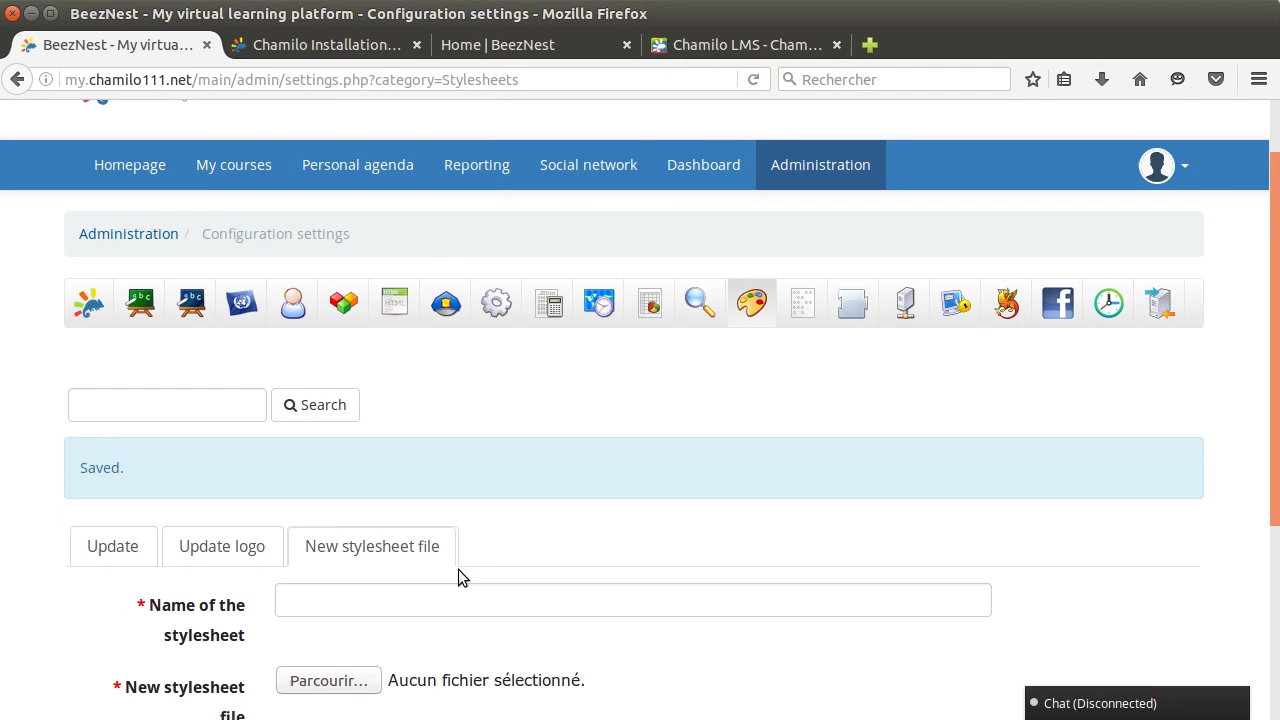 BeezNest - My virtual learning platform - Configuration settings - Mozilla Firefox
BeezNest - My virtua... × Chamilo Installation... × Home | BeezNest × Chamilo LMS - Cham... ×
my.chamilo111.net/main/admin/settings.php?category=Stylesheets Rechercher
Homepage My courses Personal agenda Reporting Social network Dashboard Administration
Administration / Configuration settings
abc abc HTML
Search
Saved.
Update Update logo New stylesheet file
* Name of the
stylesheet
* New stylesheet
file
Parcourir... Aucun fichier sélectionné.
Chat (Disconnected)